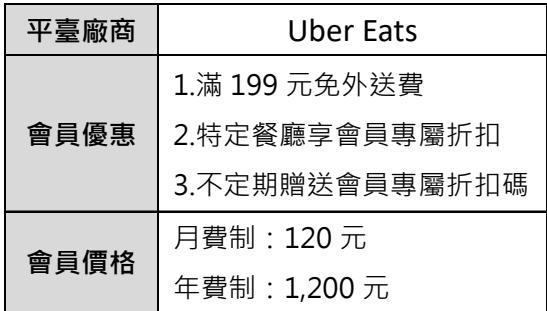 平臺廠商 Uber Eats
會員優惠
1.滿 199 元免外送費
2.特定餐廳享會員專屬折扣
3.不定期贈送會員專屬折扣碼
會員價格
月費制：120 元
年費制：1,200 元